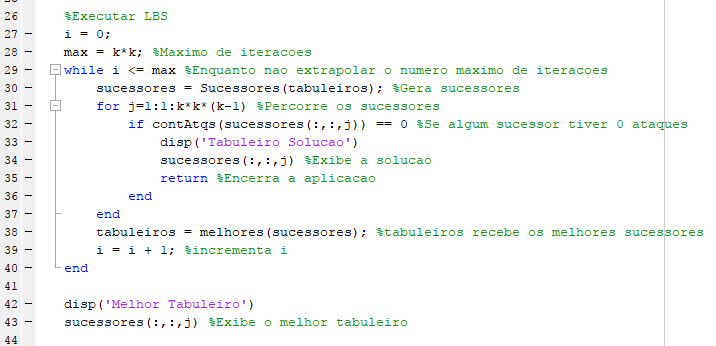 26 %Executar LBS
27 i = 0;
28 max = k*k; %Maximo de iteracoes
29 while i <= max %Enquanto nao extrapolar o numero maximo de iteracoes
30 sucessores = Sucessores(tabuleiros); %Gera sucessores
31 for j=1:1:k*k*(k-1) %Percorre os sucessores
32 if contAtqs(sucessores(:,:,j)) == 0 %Se algum sucessor tiver 0 ataques
33 disp('Tabuleiro Solucao')
34 sucessores(:,:,j) %Exibe a solucao
35 return %Encerra a aplicacao
36 end
37 end
38 tabuleiros = melhores(sucessores); %tabuleiros recebe os melhores sucessores
39 i = i + 1; %incrementa i
40 end
41
42 disp('Melhor Tabuleiro')
43 sucessores(:,:,j) %Exibe o melhor tabuleiro
44